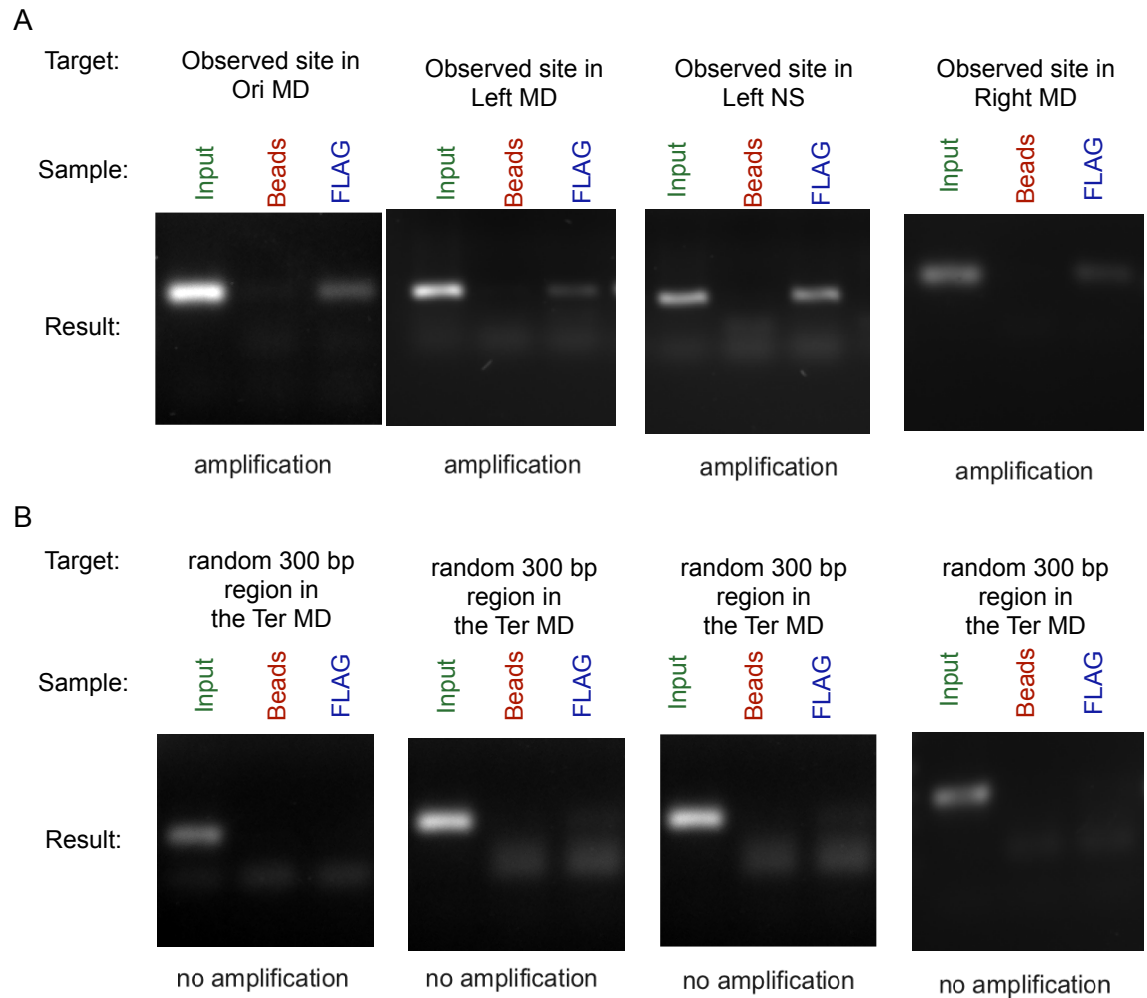 A
Target:
Observed site in
Ori MD
Observed site in
Left MD
Observed site in
Left NS
Observed site in
Right MD
Sample:
Input
Beads
FLAG
Input
Beads
FLAG
Input
Beads
FLAG
Input
Beads
FLAG
Result:
amplification
amplification
amplification
amplification
B
Target:
random 300 bp
region in
the Ter MD
random 300 bp
region in
the Ter MD
random 300 bp
region in
the Ter MD
random 300 bp
region in
the Ter MD
Sample:
Input
Beads
FLAG
Input
Beads
FLAG
Input
Beads
FLAG
Input
Beads
FLAG
Result:
no amplification
no amplification
no amplification
no amplification